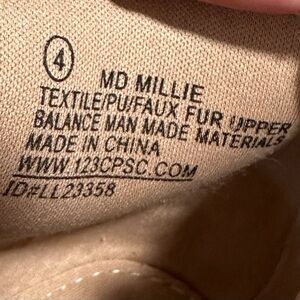 4
MD MILLIE
TEXTILE/PU/FAUX FUR UPPER
BALANCE MAN MADE MATERIALS
MADE IN CHINA
WWW.123CPSC.COM
ID#LL23358